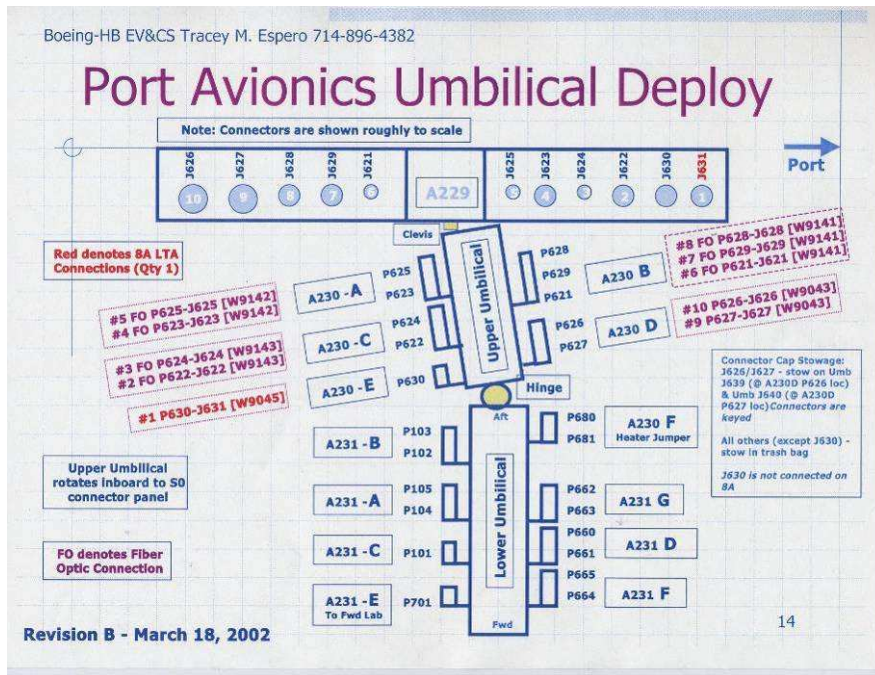 Boeing-HB EV&CS Tracey M. Espero 714-896-4382
Port Avionics Umbilical Deploy
Note: Connectors are shown roughly to scale
J626 J627 J628 J629 J621 J625 J623 J624 J622 J630 J631
10 9 8 7 6 A229 5 4 3 2 1
Port
Clevis
Red denotes 8A LTA
Connections (Qty 1)
#5 FO P625-J625 [W9142]
#4 FO P623-J623 [W9142]
A230 -A
P625
P623
#3 FO P624-J624 [W9143]
#2 FO P622-J622 [W9143]
A230 -C
P624
P622
#1 P630-J631 [W9045]
A230 -E
P630
Upper Umbilical
P628
P629
P621
A230 B
#8 FO P628-J628 [W9141]
#7 FO P629-J629 [W9141]
#6 FO P621-J621 [W9141]
P626
P627
A230 D
#10 P626-J626 [W9043]
#9 P627-J627 [W9043]
Hinge
Connector Cap Stowage:
J626/J627 - stow on Umb
J639 (@ A230D P626 loc)
& Umb J640 (@ A230D
P627 loc)Connectors are
keyed
All others (except J630) -
stow in trash bag
J630 is not connected on
8A
Upper Umbilical
rotates inboard to S0
connector panel
FO denotes Fiber
Optic Connection
Aft
Lower Umbilical
Fwd
A231 -B
P103
P102
A231 -A
P105
P104
A231 -C
P101
A231 -E
To Fwd Lab
P701
P680
P681
A230 F
Heater Jumper
P662
P663
A231 G
P660
P661
A231 D
P665
P664
A231 F
14
Revision B - March 18, 2002